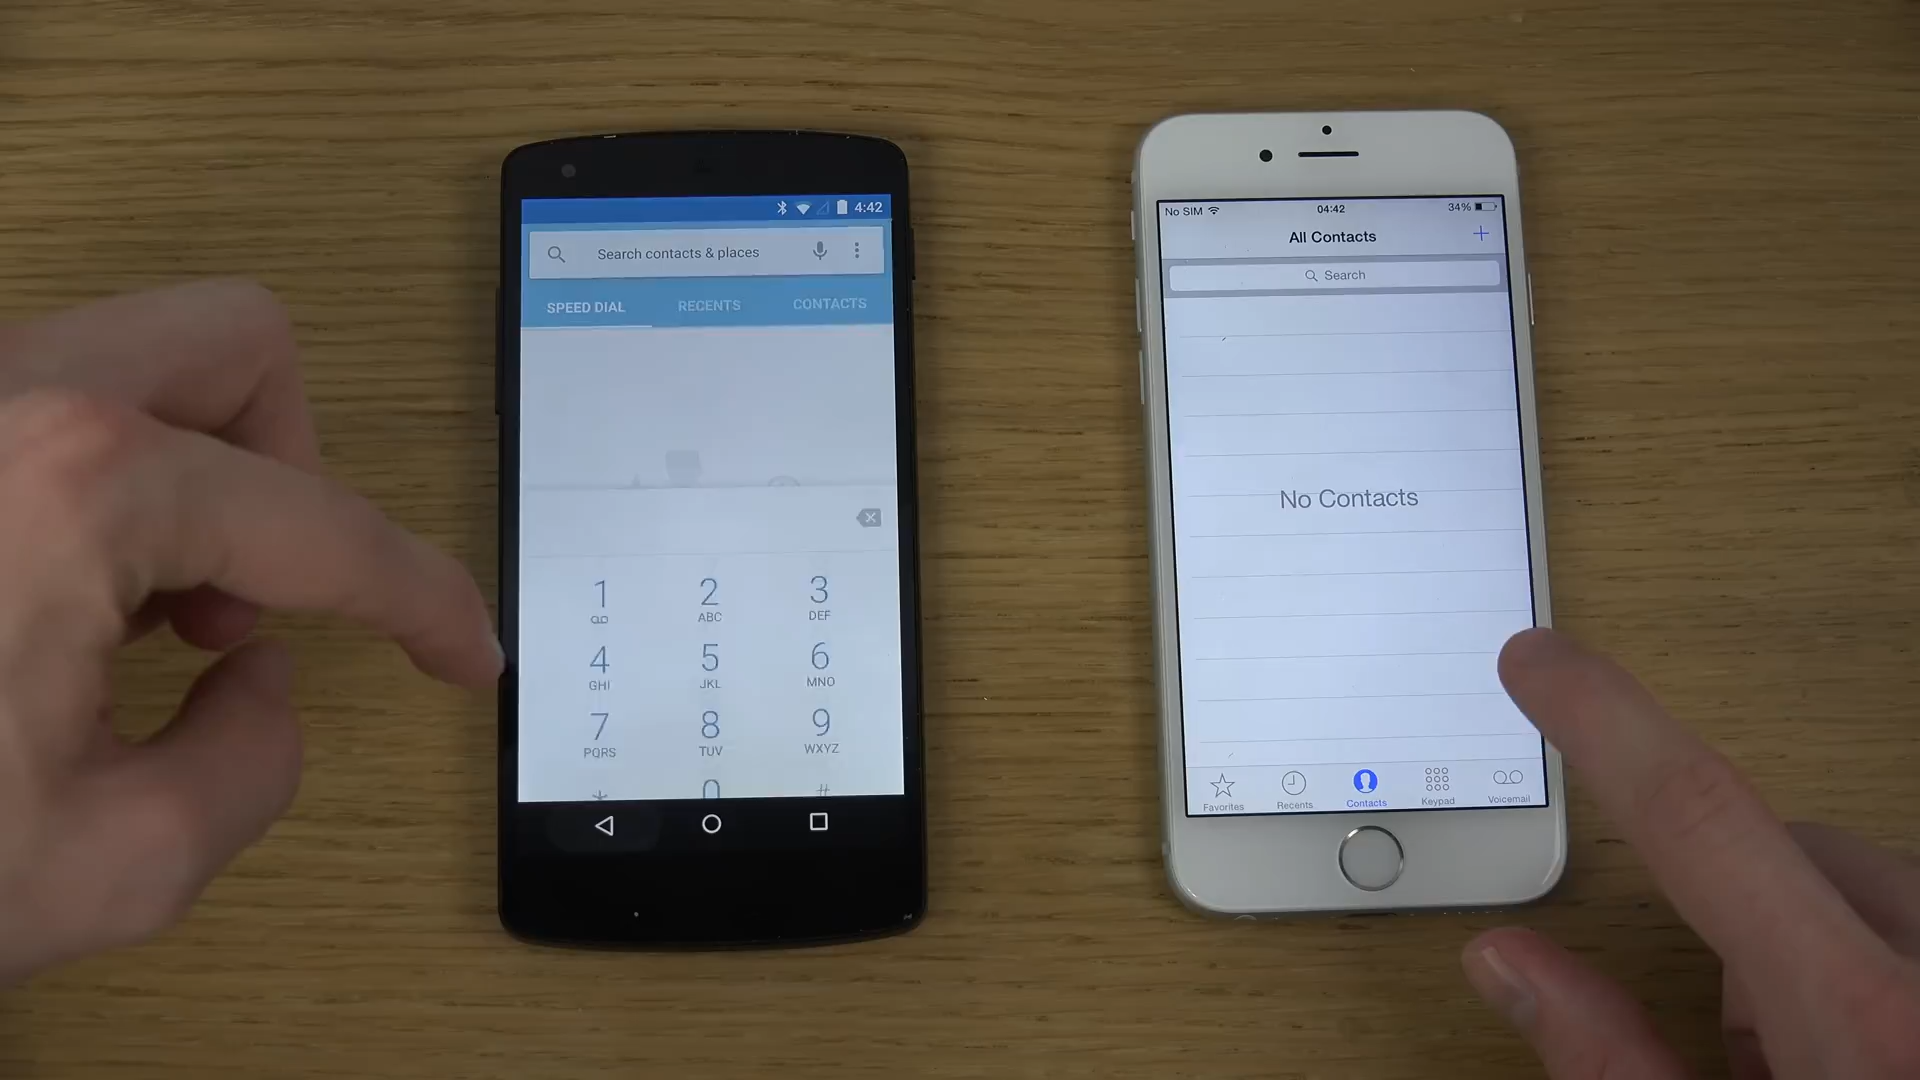 4:42
Search contacts & places
SPEED DIAL RECENTS CONTACTS
1 2 3
ABC DEF
4 5 6
GHI JKL MNO
7 8 9
PQRS TUV WXYZ
* 0 #
No SIM 04:42 34%
All Contacts +
Search
No Contacts
Favorites Recents Contacts Keypad Voicemail